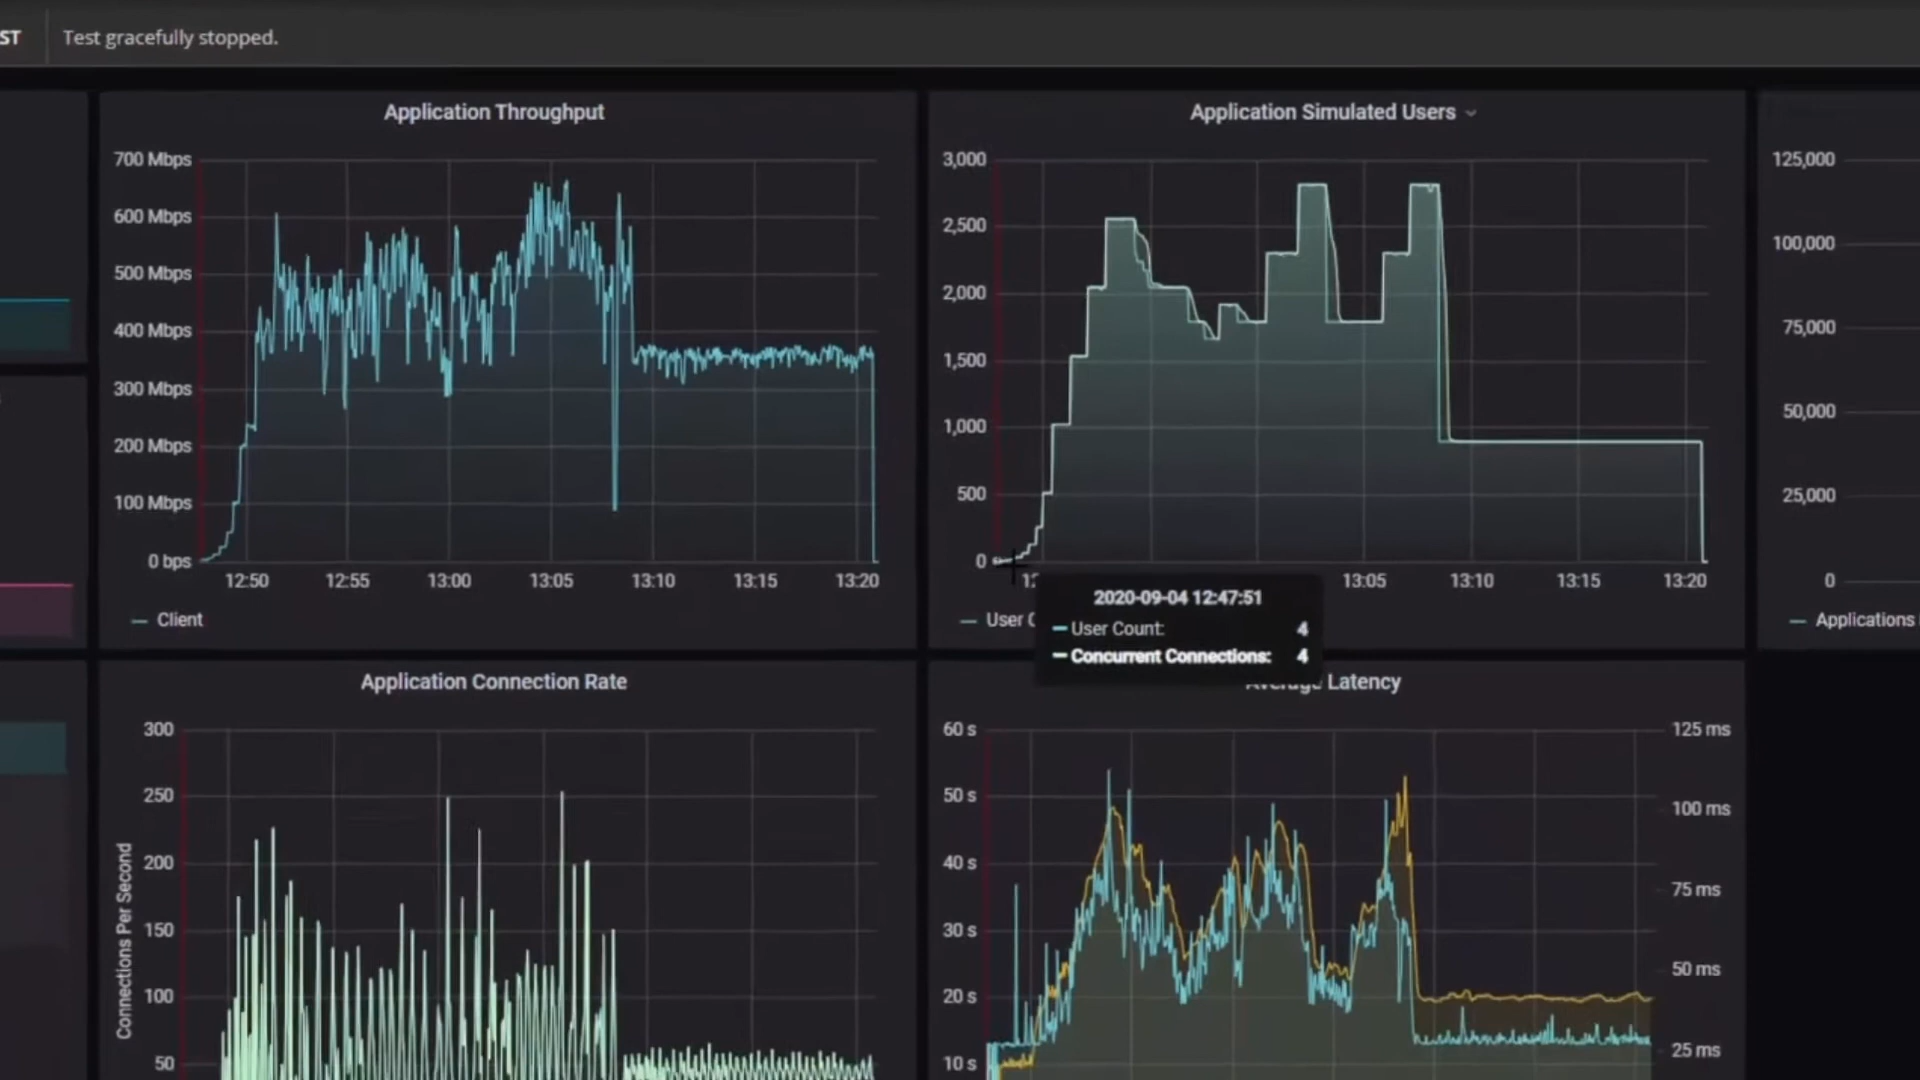 ST
Test gracefully stopped.
Application Throughput
700 Mbps
600 Mbps
500 Mbps
400 Mbps
300 Mbps
200 Mbps
100 Mbps
0 bps
12:50 12:55 13:00 13:05 13:10 13:15 13:20
Client
Application Simulated Users
3,000
2,500
2,000
1,500
1,000
500
0
13:05 13:10 13:15 13:20
User
2020-09-04 12:47:51
User Count: 4
Concurrent Connections: 4
125,000
100,000
75,000
50,000
25,000
0
Applications
Application Connection Rate
Connections Per Second
300
250
200
150
100
50
Average Latency
60 s
50 s
40 s
30 s
20 s
10 s
125 ms
100 ms
75 ms
50 ms
25 ms